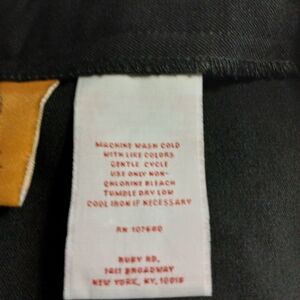 MACHINE WASH COLD
WITH LIKE COLORS
GENTLE CYCLE
USE ONLY NON-
CHLORINE BLEACH
TUMBLE DRY LOW
COOL IRON IF NECESSARY
RN 107660
RUBY RD.
1411 BROADWAY
NEW YORK, NY, 10018